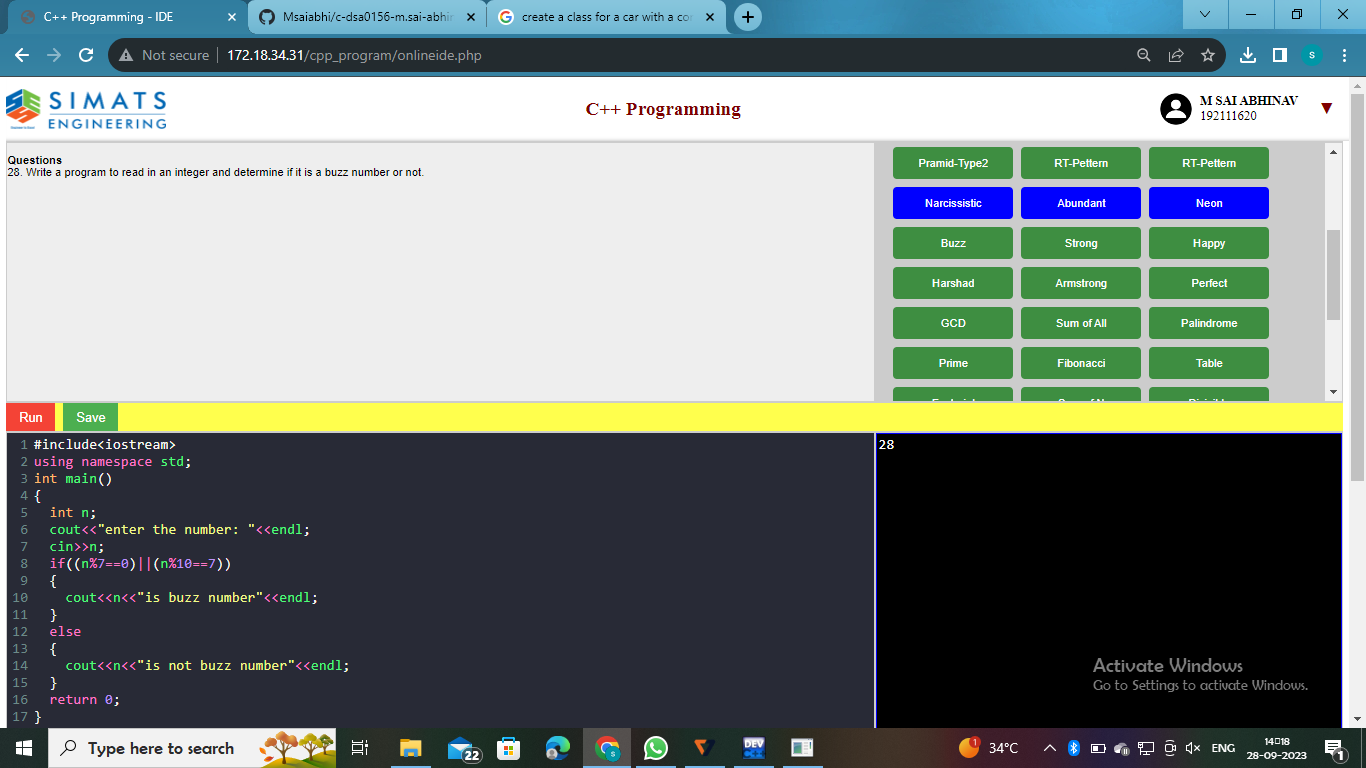 C++ Programming - IDE
Msaiabhi/c-dsa0156-m.sai-abhin
create a class for a car with a con
Not secure
172.18.34.31/cpp_program/onlineide.php
S
SIMATS
ENGINEERING
C++ Programming
M SAI ABHINAV
192111620
Questions
28. Write a program to read in an integer and determine if it is a buzz number or not.
Pramid-Type2 RT-Pettern RT-Pettern
Narcissistic Abundant Neon
Buzz Strong Happy
Harshad Armstrong Perfect
GCD Sum of All Palindrome
Prime Fibonacci Table
Run Save
1 #include<iostream>
2 using namespace std;
3 int main()
4 {
5 int n;
6 cout<<"enter the number: "<<endl;
7 cin>>n;
8 if((n%7==0)||(n%10==7))
9 {
10 cout<<n<<"is buzz number"<<endl;
11 }
12 else
13 {
14 cout<<n<<"is not buzz number"<<endl;
15 }
16 return 0;
17 }
28
Activate Windows
Go to Settings to activate Windows.
Type here to search
22
DEV
1
34°C
ENG
14:18
28-09-2023
1